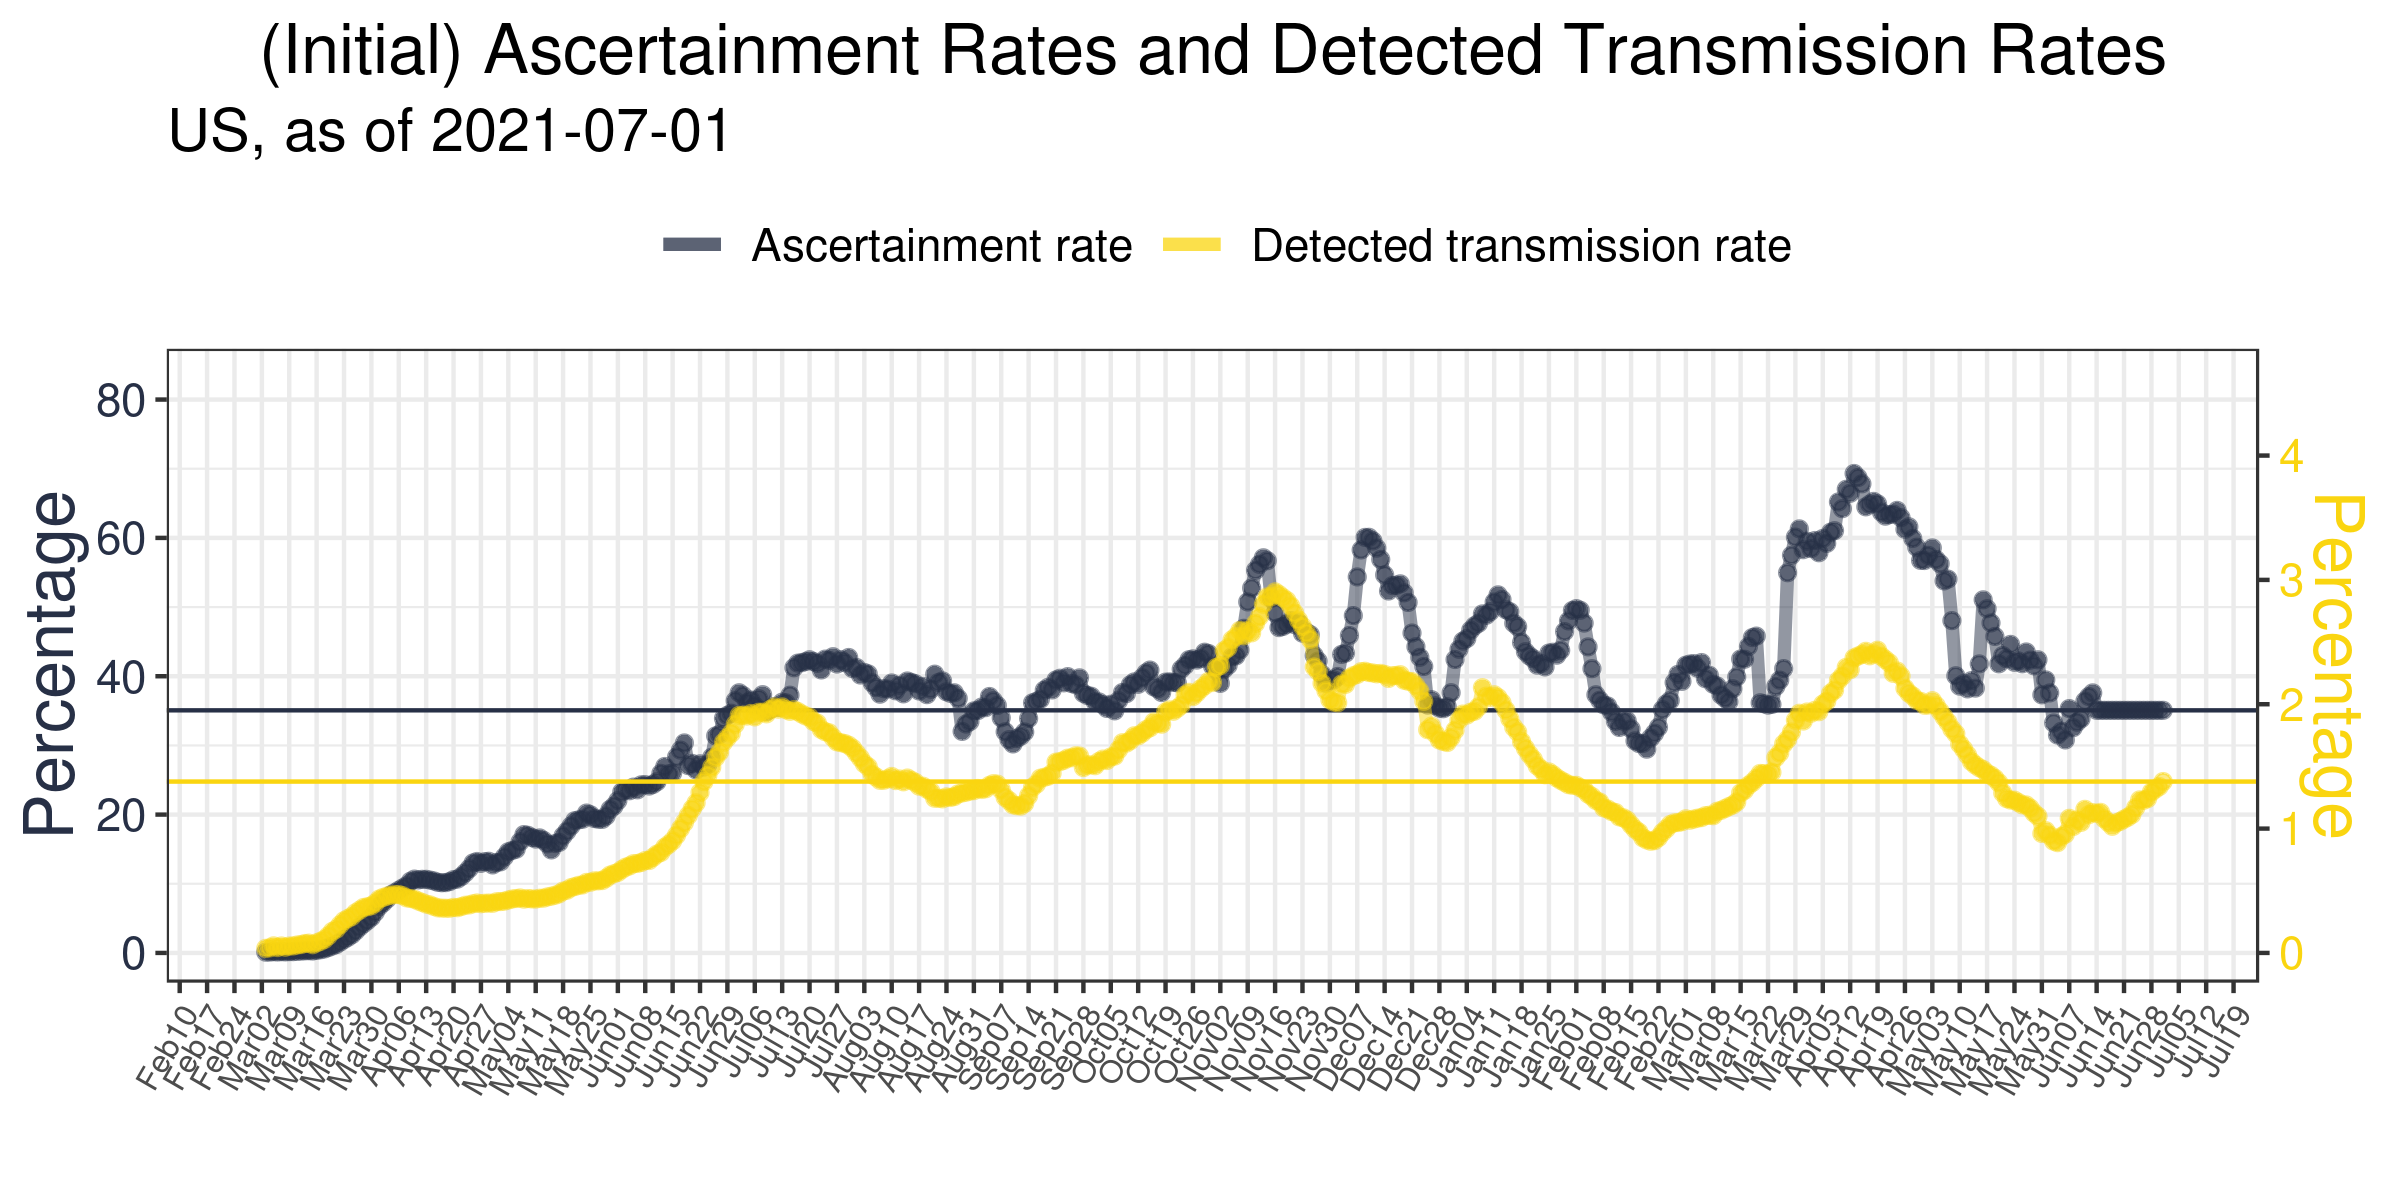 (Initial) Ascertainment Rates and Detected Transmission Rates
US, as of 2021-07-01
Ascertainment rate
Detected transmission rate
Percentage
80
60
40
20
0
4
3
2
1
0
Percentage
Feb10
Feb17
Feb24
Mar02
Mar09
Mar16
Mar23
Mar30
Apr06
Apr13
Apr20
Apr27
May04
May11
May18
May25
Jun01
Jun08
Jun15
Jun22
Jun29
Jul06
Jul13
Jul20
Jul27
Aug03
Aug10
Aug17
Aug24
Aug31
Sep07
Sep14
Sep21
Sep28
Oct05
Oct12
Oct19
Oct26
Nov02
Nov09
Nov16
Nov23
Nov30
Dec07
Dec14
Dec21
Dec28
Jan04
Jan11
Jan18
Jan25
Feb01
Feb08
Feb15
Feb22
Mar01
Mar08
Mar15
Mar22
Mar29
Apr05
Apr12
Apr19
Apr26
May03
May10
May17
May24
May31
Jun07
Jun14
Jun21
Jun28
Jul05
Jul12
Jul19